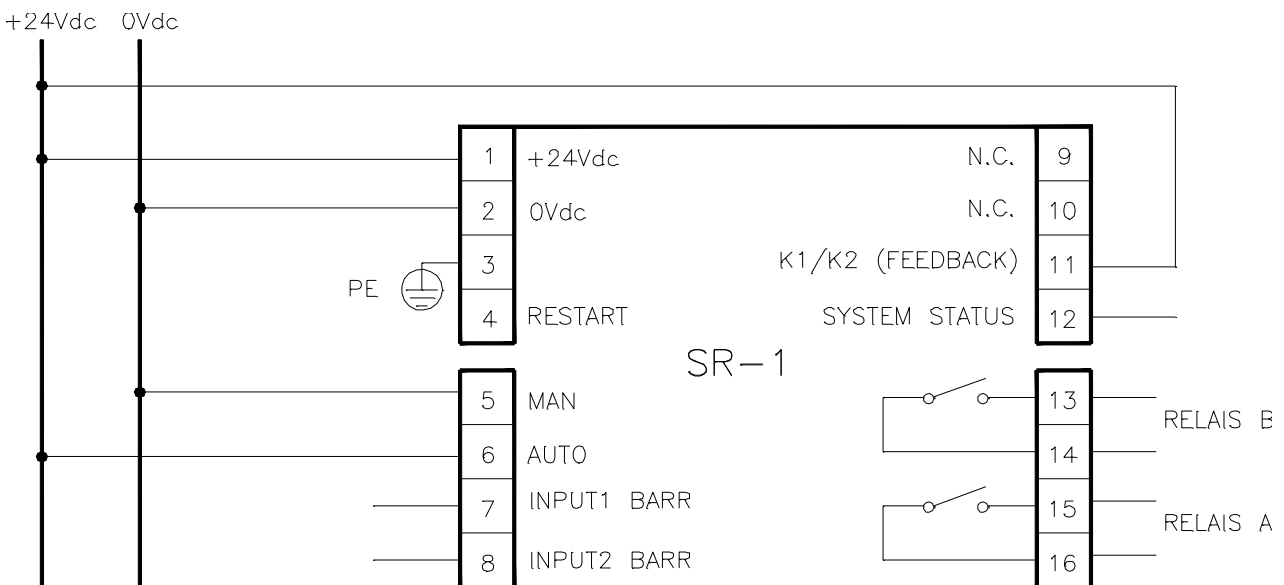 +24Vdc 0Vdc
1 +24Vdc N.C. 9
2 0Vdc N.C. 10
PE 3 K1/K2 (FEEDBACK) 11
4 RESTART SYSTEM STATUS 12
SR-1
5 MAN 13
RELAIS B
6 AUTO 14
7 INPUT1 BARR 15
RELAIS A
8 INPUT2 BARR 16